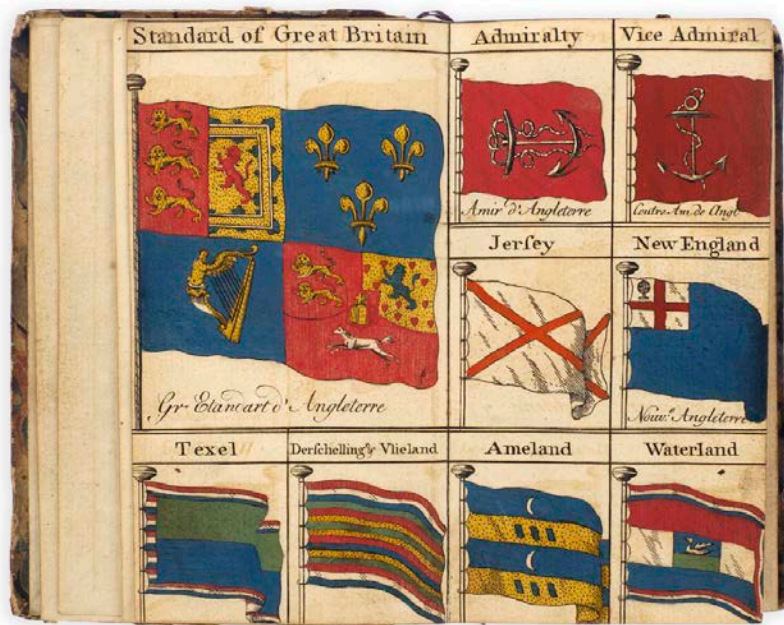 Standard of Great Britain
Admiralty
Vice Admiral
Gr. Etandart d'Angleterre
Amir d'Angleterre
Contre Am de Angl
Jerſey
New England
Nouv.e Angleterre
Texel
Derſchelling & Vlieland
Ameland
Waterland